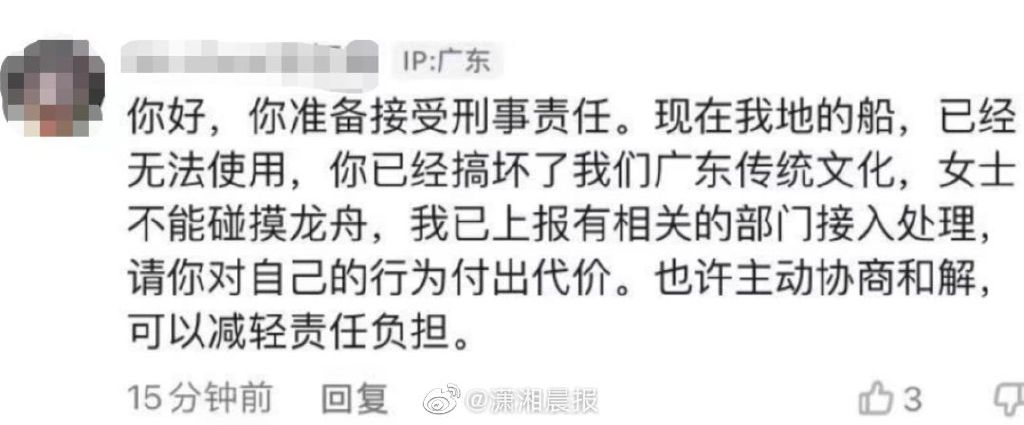 IP:广东
你好，你准备接受刑事责任。现在我地的船，已经
无法使用，你已经搞坏了我们广东传统文化，女士
不能碰摸龙舟，我已上报有相关的部门接入处理，
请你对自己的行为付出代价。也许主动协商和解，
可以减轻责任负担。
15分钟前 回复 @潇湘晨报 3